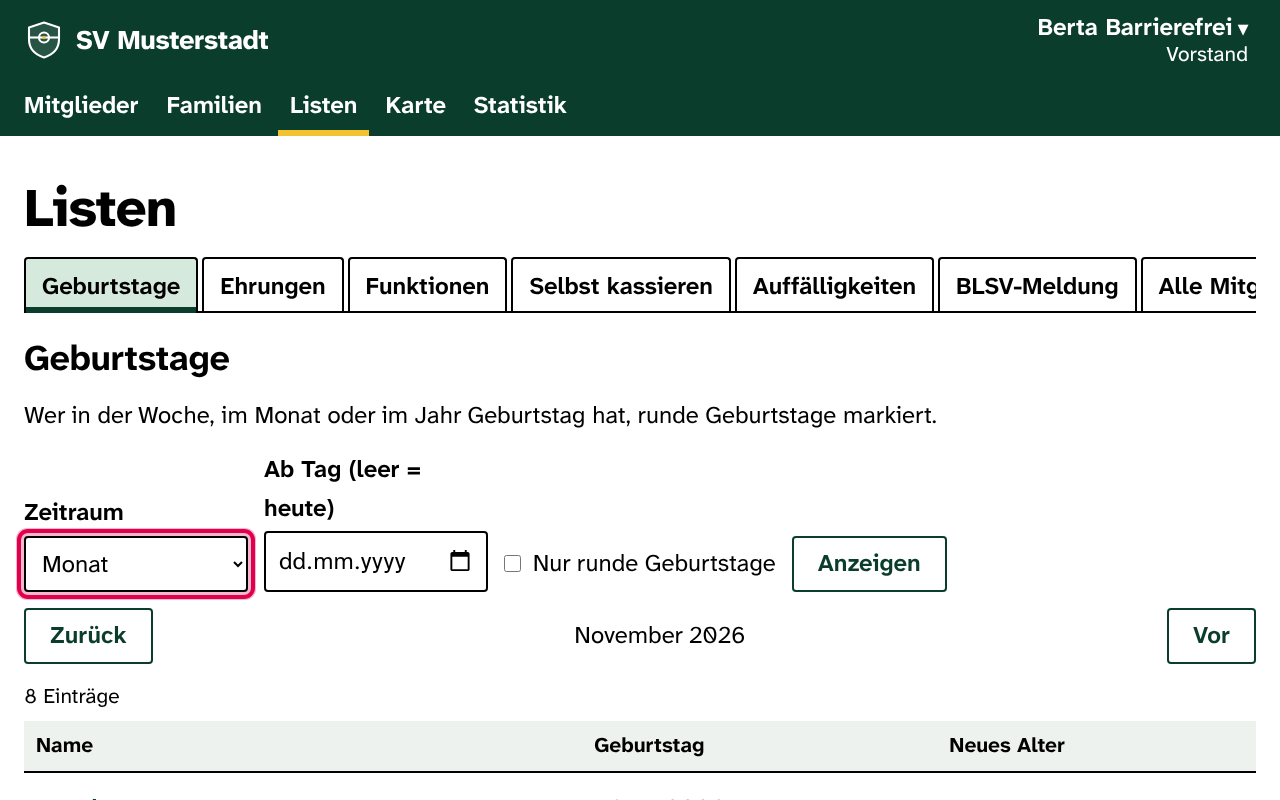 SV Musterstadt
Berta Barrierefrei ▾
Vorstand
Mitglieder Familien Listen Karte Statistik
Listen
Geburtstage Ehrungen Funktionen Selbst kassieren Auffälligkeiten BLSV-Meldung Alle Mitg
Geburtstage
Wer in der Woche, im Monat oder im Jahr Geburtstag hat, runde Geburtstage markiert.
Zeitraum
Ab Tag (leer =
heute)
Monat
dd.mm.yyyy
Nur runde Geburtstage
Anzeigen
Zurück
November 2026
Vor
8 Einträge
Name Geburtstag Neues Alter